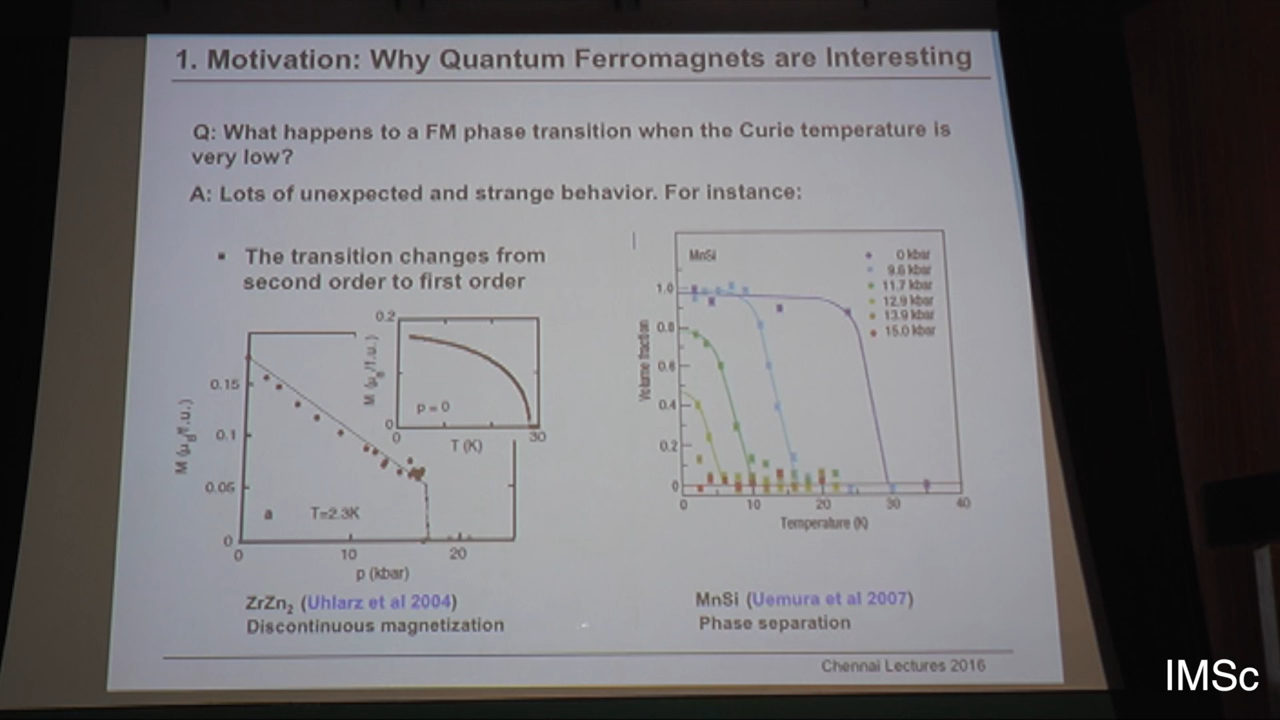 1. Motivation: Why Quantum Ferromagnets are Interesting
Q: What happens to a FM phase transition when the Curie temperature is
very low?
A: Lots of unexpected and strange behavior. For instance:
▪ The transition changes from
second order to first order
0.2
M (μB/f.u.)
0
p = 0
0
30
T (K)
0.15
0.1
0.05
0
M (μB/f.u.)
a
T=2.3K
0
10
20
p (kbar)
ZrZn2 (Uhlarz et al 2004)
Discontinuous magnetization
MnSi
0 kbar
9.6 kbar
11.7 kbar
12.9 kbar
13.9 kbar
15.0 kbar
1.0
0.8
0.6
0.4
0.2
0
Volume fraction
0
10
20
30
40
Temperature (K)
MnSi (Uemura et al 2007)
Phase separation
Chennai Lectures 2016
IMSc